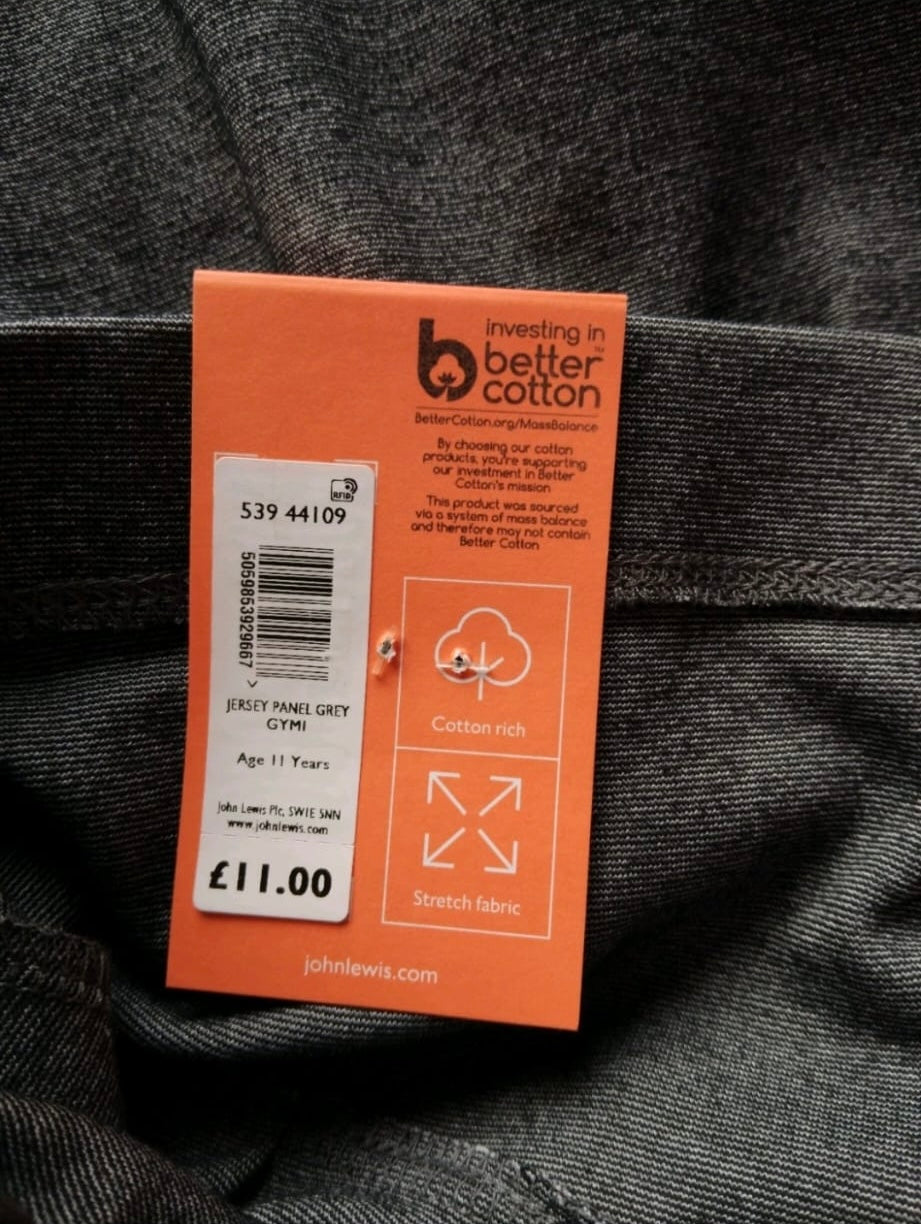 investing in
better™
cotton
BetterCotton.org/MassBalance
By choosing our cotton
products, you're supporting
our investment in Better
Cotton's mission
This product was sourced
via a system of mass balance
and therefore may not contain
Better Cotton
RFID
539 44109
5059853929667 >
JERSEY PANEL GREY
GYM1
Age 11 Years
John Lewis Plc, SW1E 5NN
www.johnlewis.com
£11.00
Cotton rich
Stretch fabric
johnlewis.com